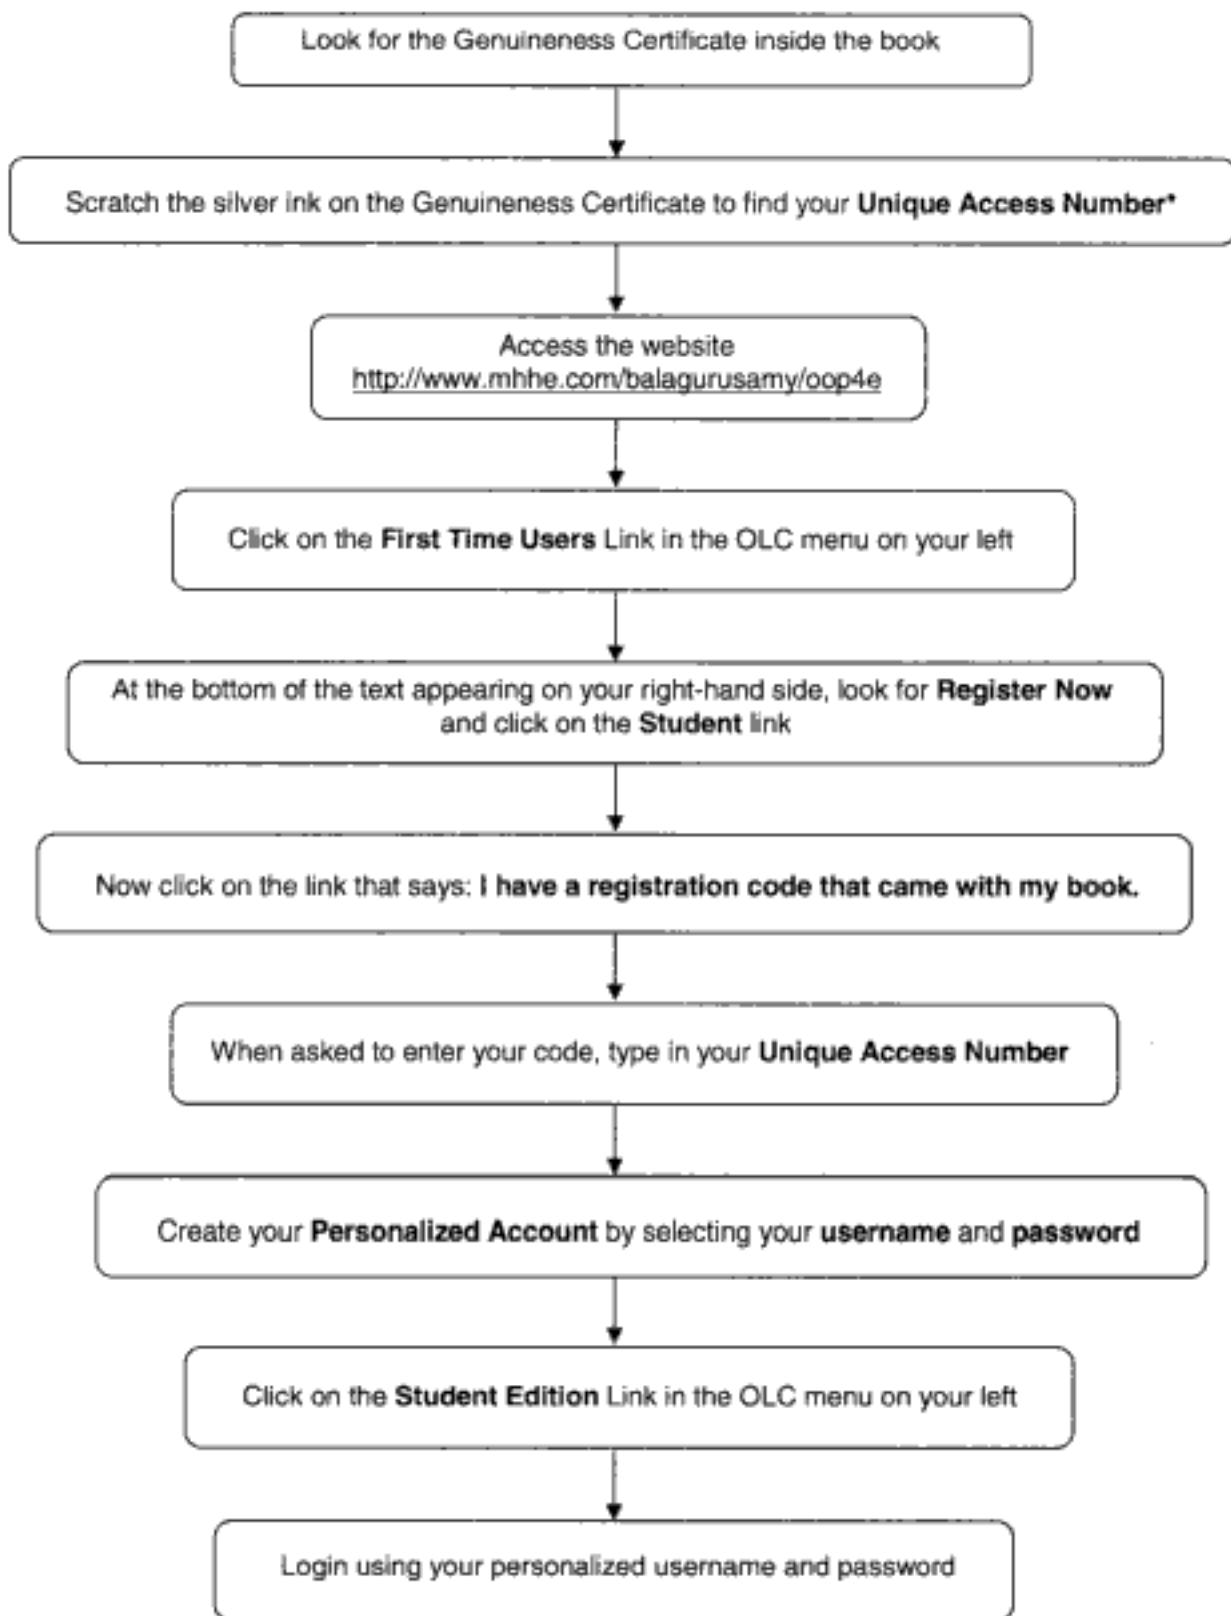 Look for the Genuineness Certificate inside the book
Scratch the silver ink on the Genuineness Certificate to find your Unique Access Number*
Access the website
http://www.mhhe.com/balagurusamy/oop4e
Click on the First Time Users Link in the OLC menu on your left
At the bottom of the text appearing on your right-hand side, look for Register Now
and click on the Student link
Now click on the link that says: I have a registration code that came with my book.
When asked to enter your code, type in your Unique Access Number
Create your Personalized Account by selecting your username and password
Click on the Student Edition Link in the OLC menu on your left
Login using your personalized username and password